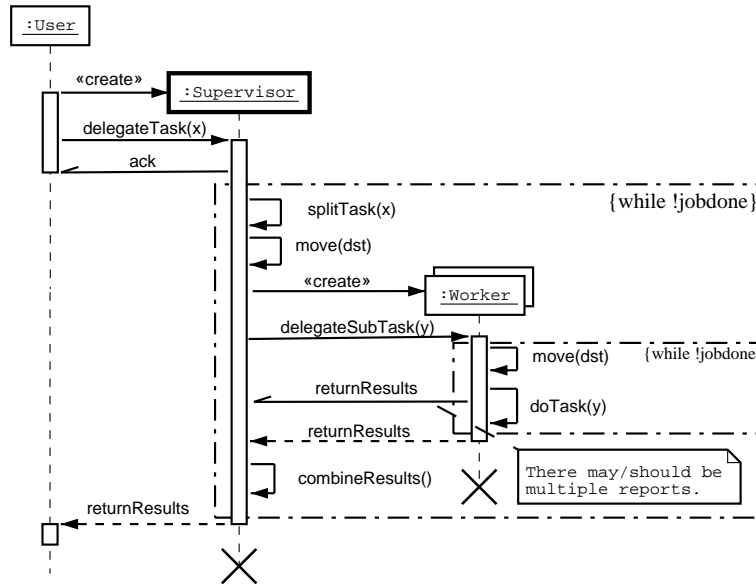 :User
«create»
:Supervisor
delegateTask(x)
ack
{while !jobdone}
splitTask(x)
move(dst)
«create»
:Worker
delegateSubTask(y)
{while !jobdone
move(dst)
returnResults
doTask(y)
returnResults
There may/should be
multiple reports.
combineResults()
returnResults